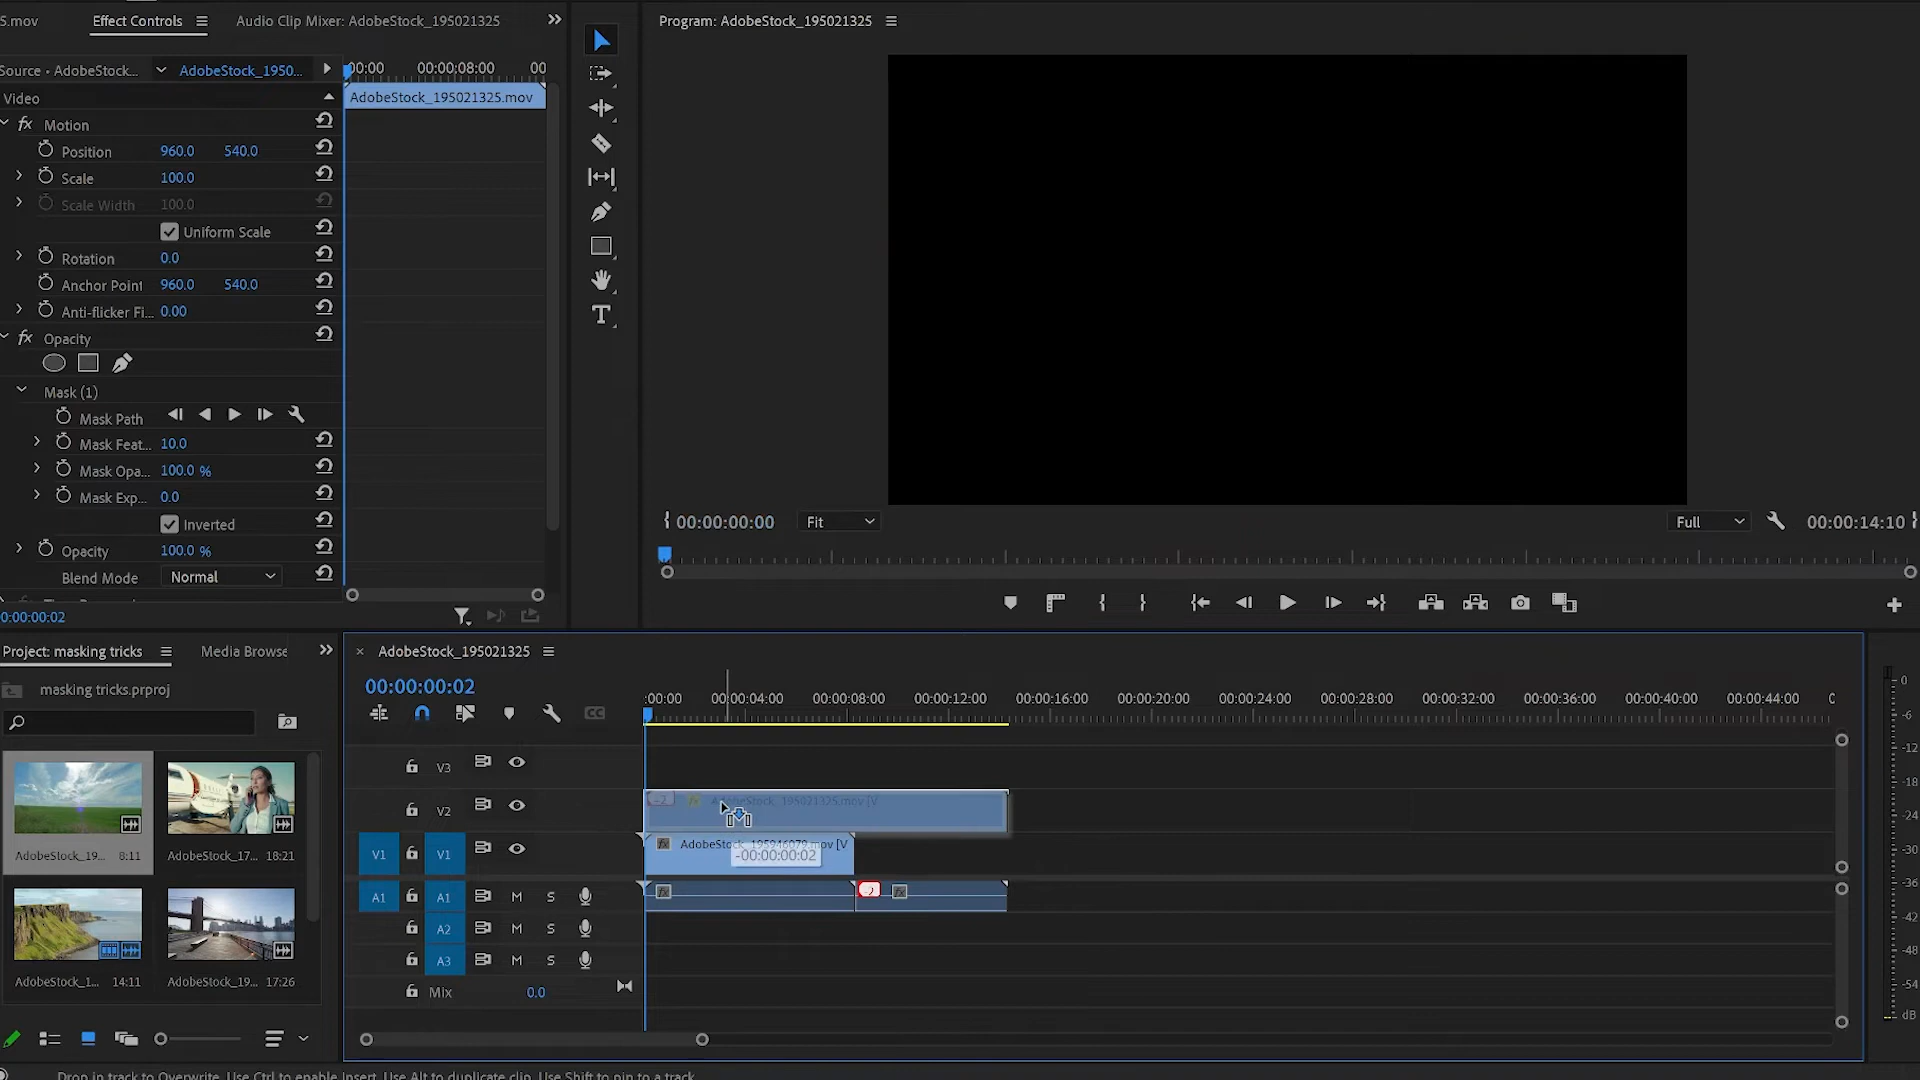 5.mov
Effect Controls
Audio Clip Mixer: AdobeStock_195021325
Source • AdobeStock...
AdobeStock_1950...
00:00
00:00:08:00
00
Video
AdobeStock_195021325.mov
fx Motion
Position 960.0 540.0
Scale 100.0
Scale Width 100.0
Uniform Scale
Rotation 0.0
Anchor Point 960.0 540.0
Anti-flicker Fi... 0.00
fx Opacity
Mask (1)
Mask Path
Mask Feat... 10.0
Mask Opa... 100.0 %
Mask Exp... 0.0
Inverted
Opacity 100.0 %
Blend Mode Normal
0:00:00:02
Program: AdobeStock_195021325
00:00:00:00
Fit
Full
00:00:14:10
Project: masking tricks
Media Browse
masking tricks.prproj
AdobeStock_19... 8:11
AdobeStock_17... 18:21
AdobeStock_1... 14:11
AdobeStock_19... 17:26
× AdobeStock_195021325
00:00:00:02
:00:00 00:00:04:00 00:00:08:00 00:00:12:00 00:00:16:00 00:00:20:00 00:00:24:00 00:00:28:00 00:00:32:00 00:00:36:00 00:00:40:00 00:00:44:00
CC
V3
V2
-2 fx AdobeStock_195021325.mov [V
V1 V1
fx AdobeStock_195946079.mov [V
-00:00:00:02
A1 A1 M S
fx
-2 fx
A2 M S
A3 M S
Mix 0.0
0
-6
-12
-18
-24
-30
-36
-42
-48
-54
dB
Drop in track to Overwrite. Use Ctrl to enable Insert. Use Alt to duplicate clip. Use Shift to pin to a track.